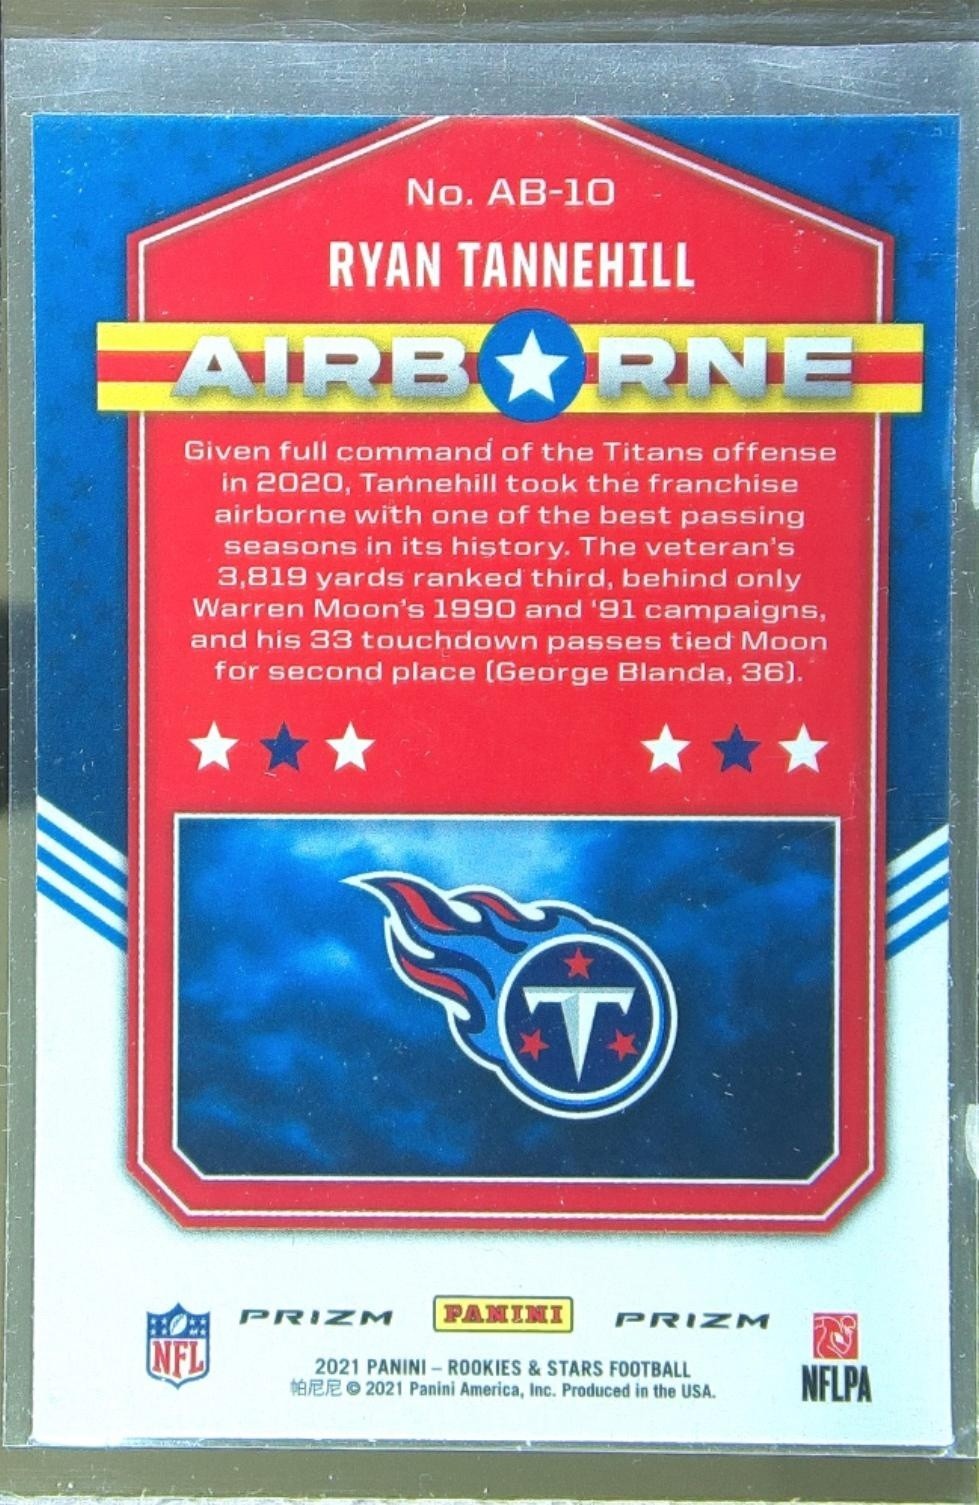 No. AB-10
RYAN TANNEHILL
AIRBORNE
Given full command of the Titans offense
in 2020, Tannehill took the franchise
airborne with one of the best passing
seasons in its history. The veteran's
3,819 yards ranked third, behind only
Warren Moon's 1990 and '91 campaigns,
and his 33 touchdown passes tied Moon
for second place (George Blanda, 36).
T
NFL
PRIZM
PANINI
PRIZM
NFLPA
2021 PANINI – ROOKIES & STARS FOOTBALL
帕尼尼 © 2021 Panini America, Inc. Produced in the USA.